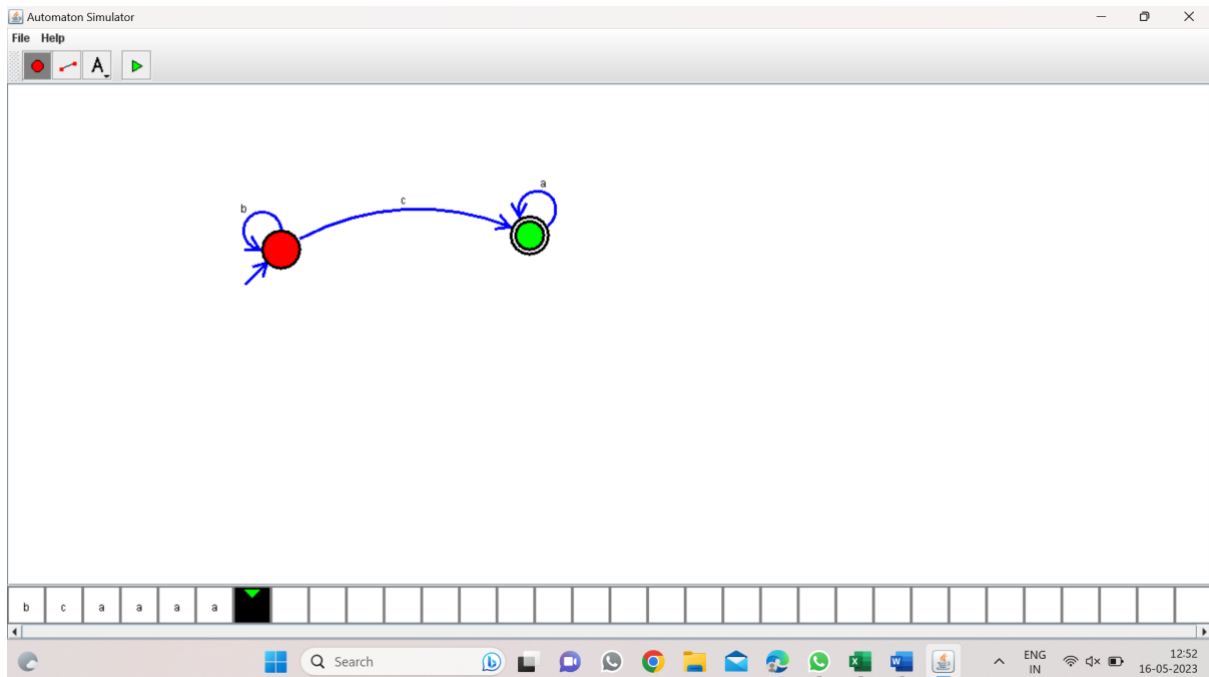 Automaton Simulator
File Help
A
a
b
c
b c a a a a
Search
ENG
IN
12:52
16-05-2023